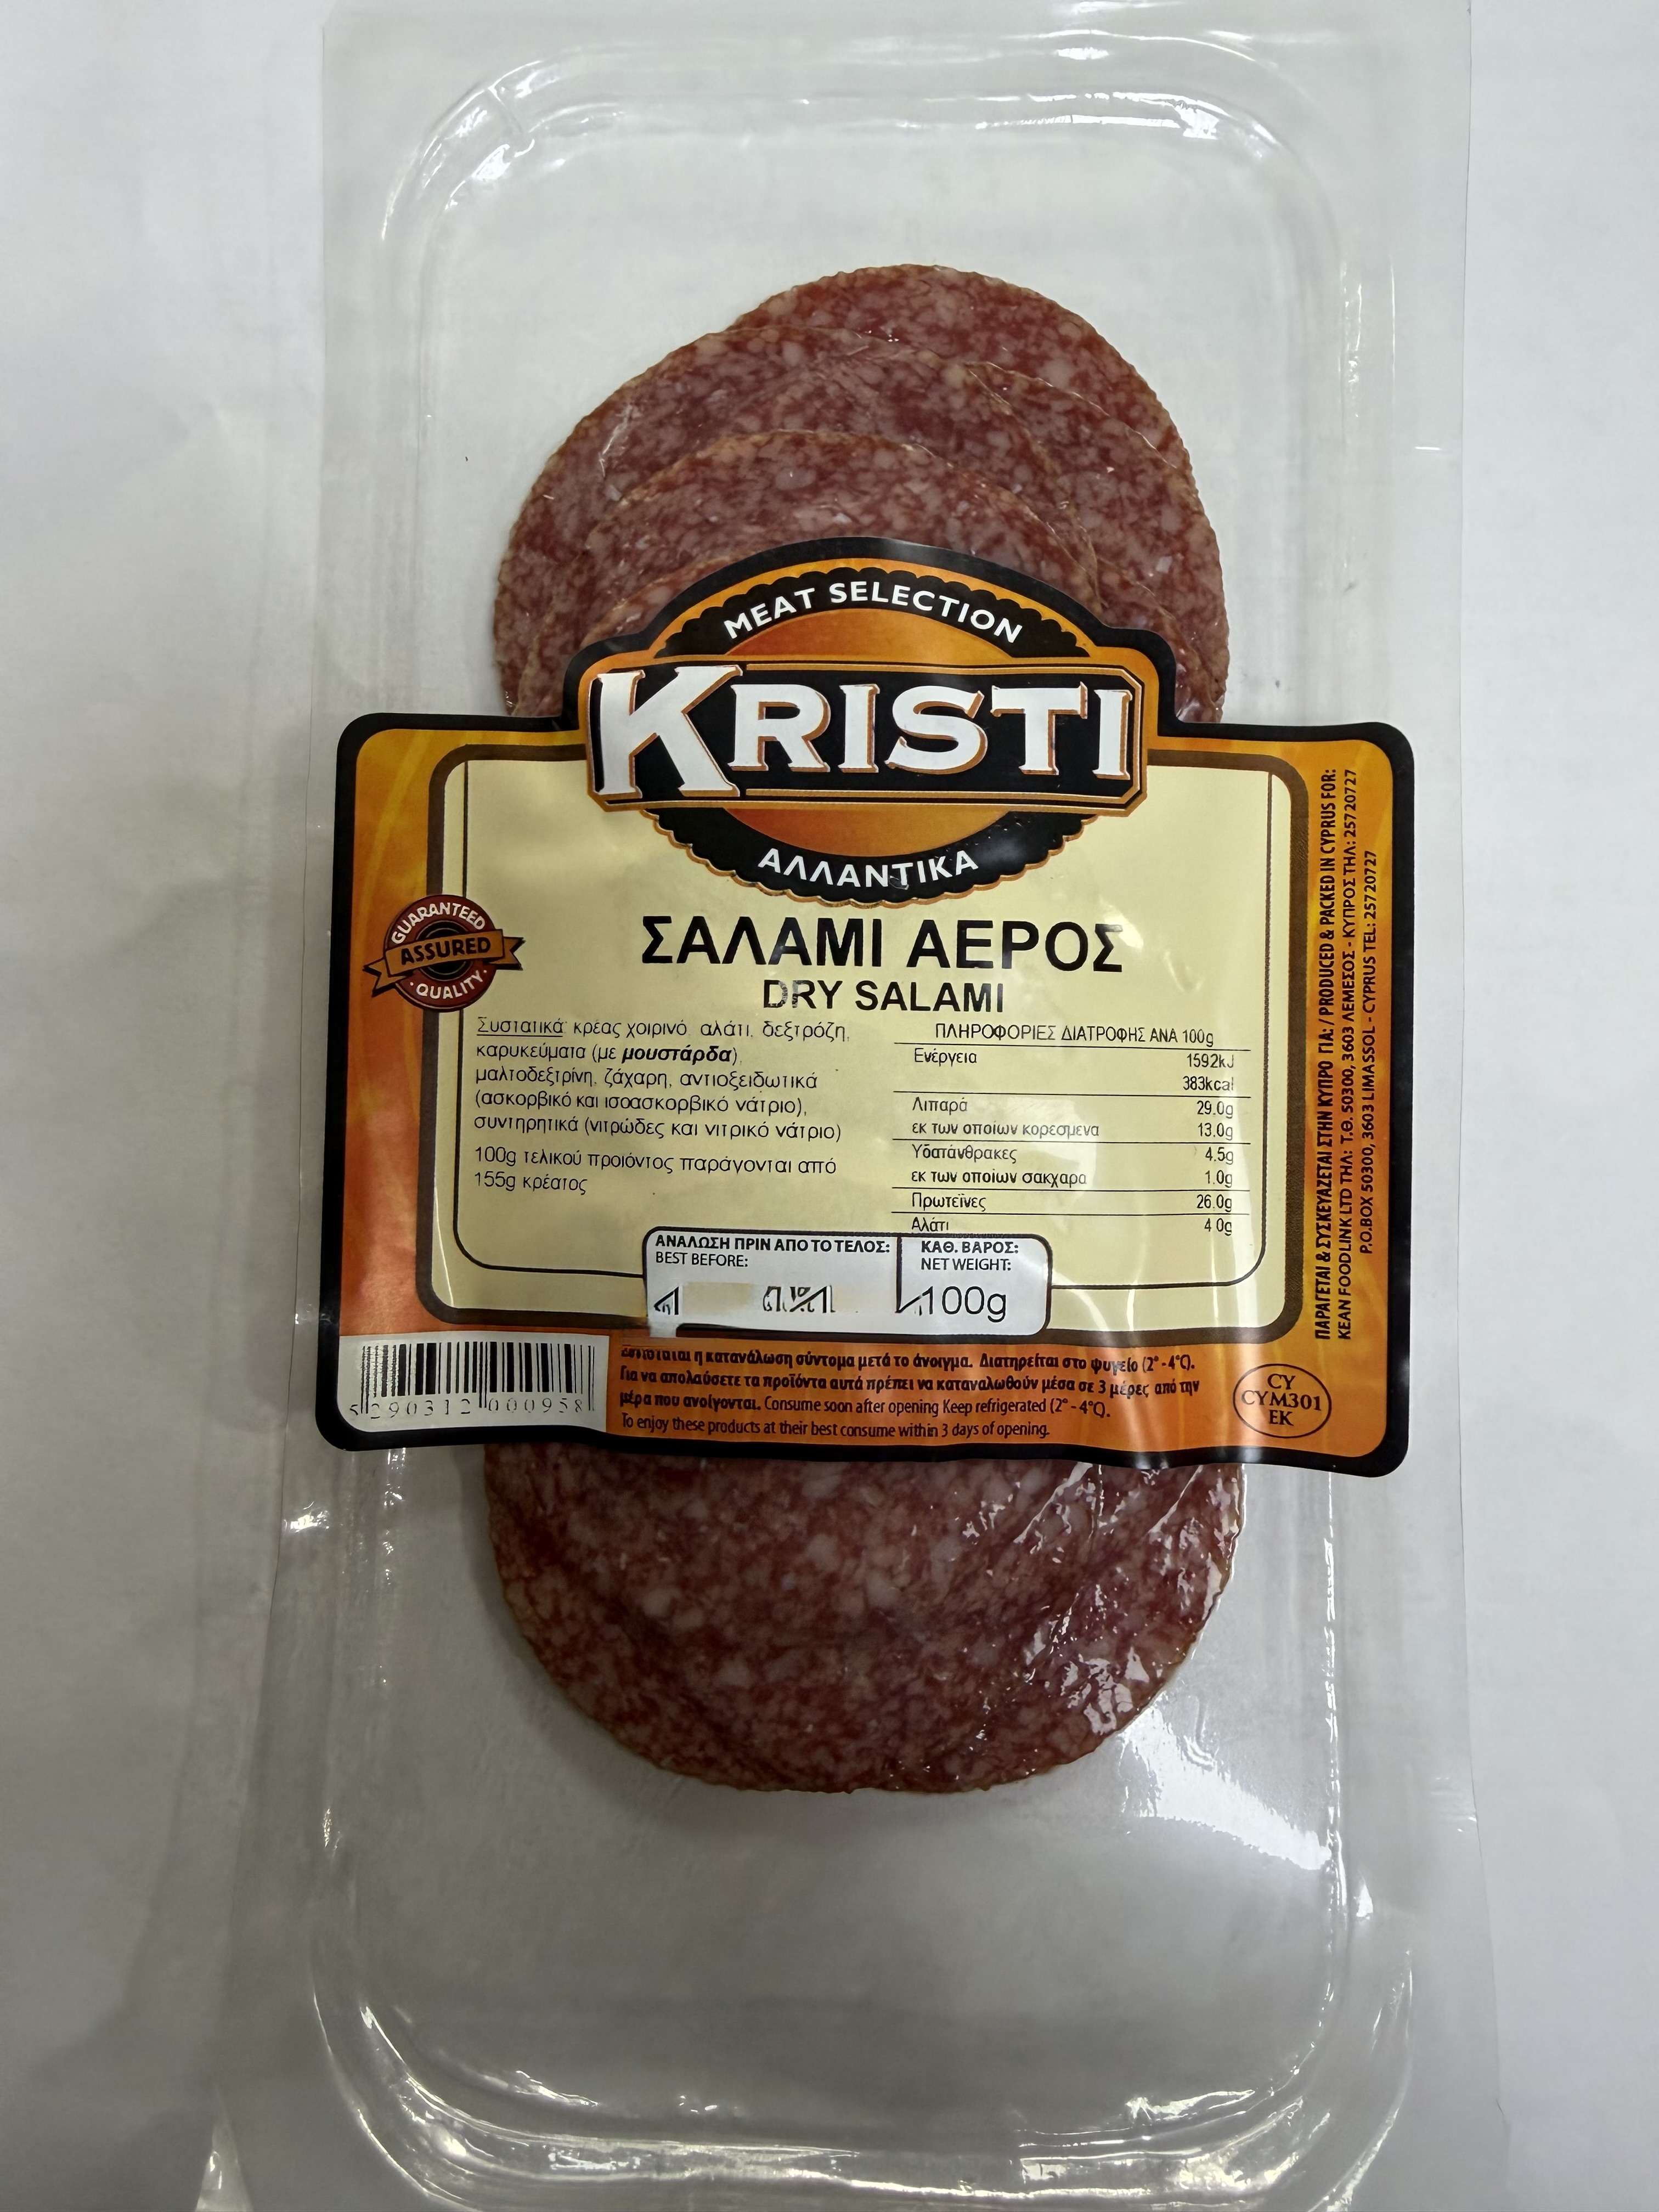 MEAT SELECTION
KRISTI
ΑΛΛΑΝΤΙΚΑ
GUARANTEED
ASSURED
QUALITY
ΣΑΛΑΜΙ ΑΕΡΟΣ
DRY SALAMI
Συστατικά: κρέας χοιρινό, αλάτι, δεξτρόζη,
καρυκεύματα (με μουστάρδα),
μαλτοδεξτρίνη, ζάχαρη, αντιοξειδωτικά
(ασκορβικό και ισοασκορβικό νάτριο),
συντηρητικά (νιτρώδες και νιτρικό νάτριο)
100g τελικού προϊόντος παράγονται από
155g κρέατος
ΠΛΗΡΟΦΟΡΙΕΣ ΔΙΑΤΡΟΦΗΣ ΑΝΑ 100g
Ενέργεια 1592kJ
383kcal
Λιπαρά 29.0g
εκ των οποίων κορεσμενα 13.0g
Υδατάνθρακες 4.5g
εκ των οποίων σακχαρα 1.0g
Πρωτεΐνες 26.0g
Αλάτι 4.0g
ΑΝΑΛΩΣΗ ΠΡΙΝ ΑΠΟ ΤΟ ΤΕΛΟΣ:
BEST BEFORE:
ΚΑΘ. ΒΑΡΟΣ:
NET WEIGHT:
100g
5 290312 000958
η κατανάλωση σύντομα μετά το άνοιγμα. Διατηρείται στο ψυγείο (2° - 4°C).
Για να απολαύσετε τα προϊόντα αυτά πρέπει να καταναλωθούν μέσα σε 3 μέρες από την
μέρα που ανοίγονται. Consume soon after opening Keep refrigerated (2° - 4°C).
To enjoy these products at their best consume within 3 days of opening.
CY
CYM301
EK
ΠΑΡΑΓΕΤΑΙ & ΣΥΣΚΕΥΑΖΕΤΑΙ ΣΤΗΝ ΚΥΠΡΟ ΓΙΑ: / PRODUCED & PACKED IN CYPRUS FOR:
KEAN FOODLINK LTD ΤΗΛ: Τ.Θ. 50300, 3603 ΛΕΜΕΣΟΣ - ΚΥΠΡΟΣ ΤΗΛ: 25720727
P.O.BOX 50300, 3603 LIMASSOL - CYPRUS TEL: 25720727